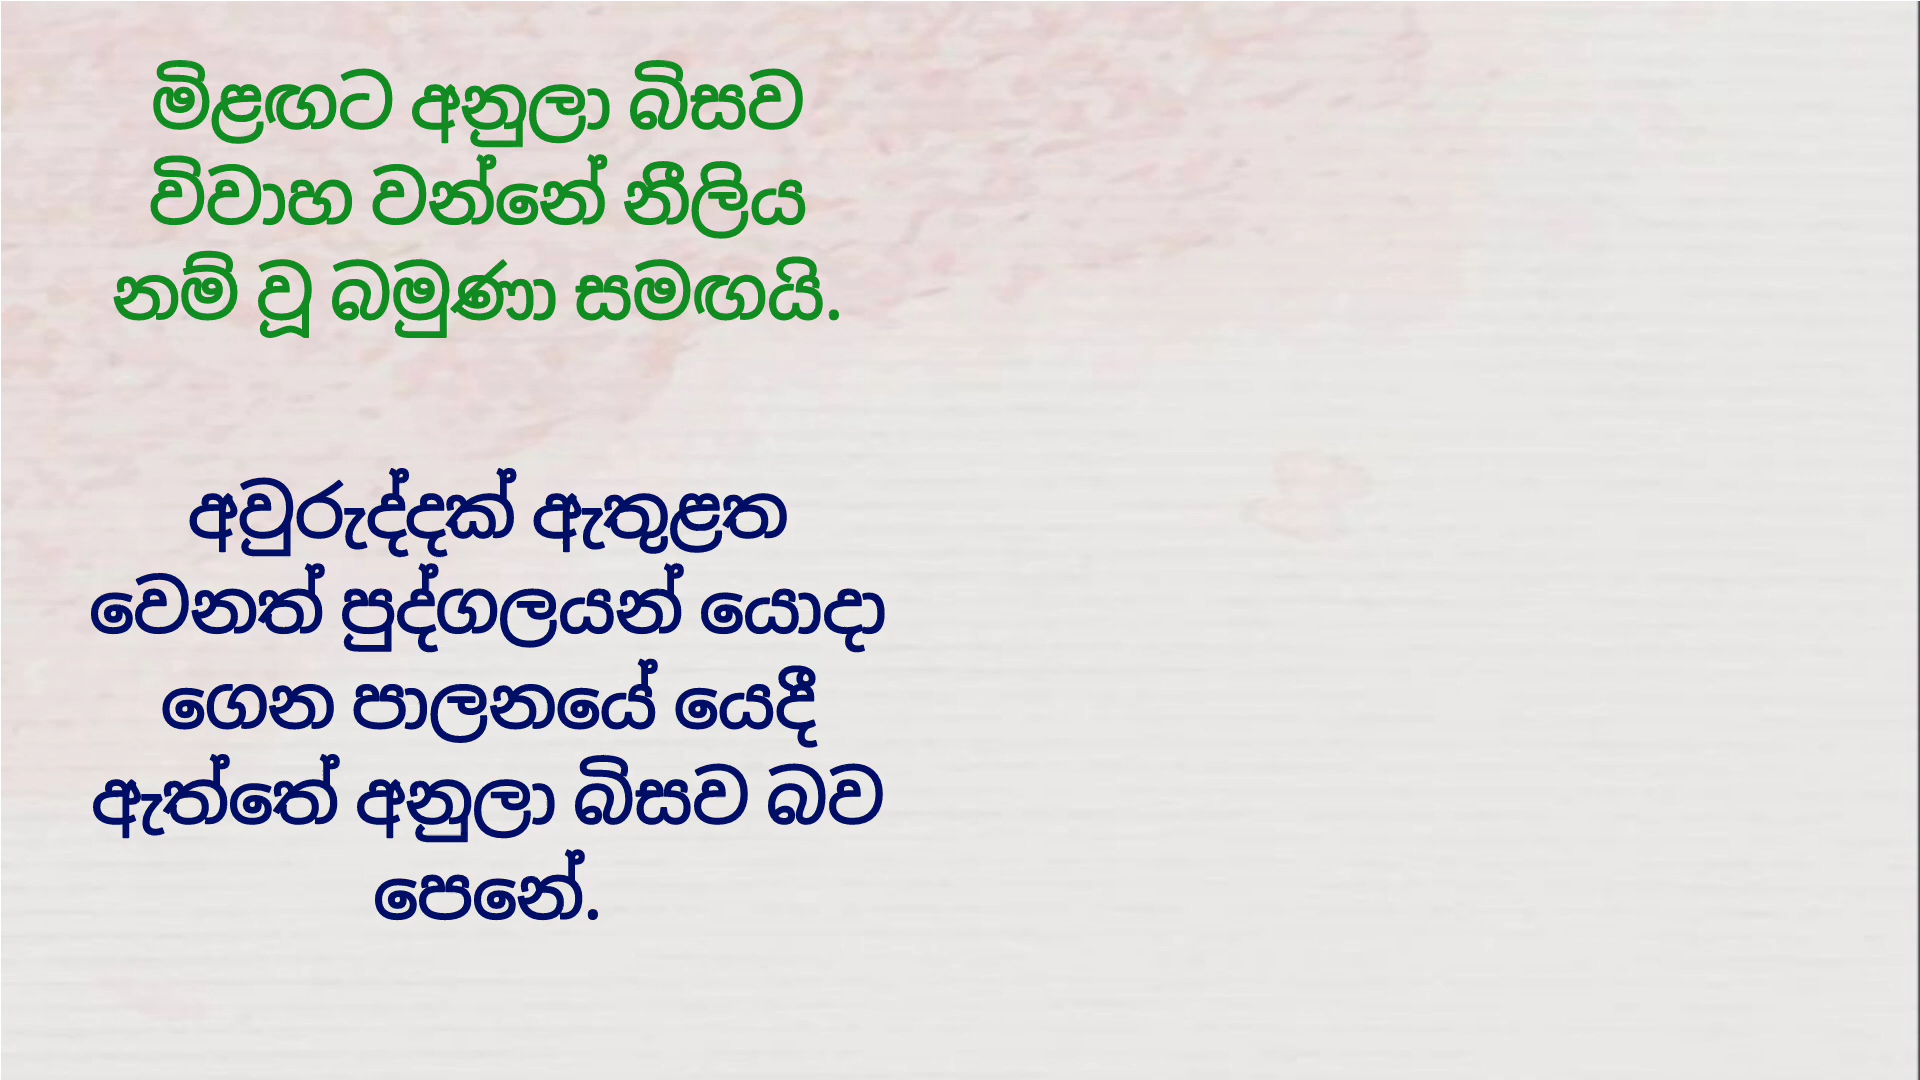 මිළඟට අනුලා බිසව
විවාහ වන්නේ නීලිය
නම් වූ බමුණා සමඟයි.
අවුරුද්දක් ඇතුළත
වෙනත් පුද්ගලයන් යොදා
ගෙන පාලනයේ යෙදී
ඇත්තේ අනුලා බිසව බව
පෙනේ.